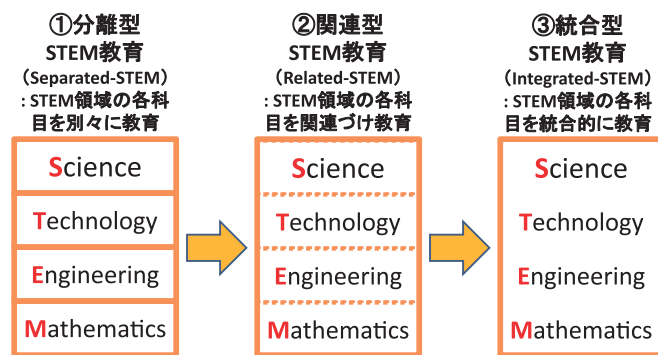 ①分離型
STEM教育
（Separated-STEM）
：STEM領域の各科
目を別々に教育
Science
Technology
Engineering
Mathematics
②関連型
STEM教育
（Related-STEM）
：STEM領域の各科
目を関連づけ教育
Science
Technology
Engineering
Mathematics
③統合型
STEM教育
（Integrated-STEM）
：STEM領域の各科
目を統合的に教育
Science
Technology
Engineering
Mathematics